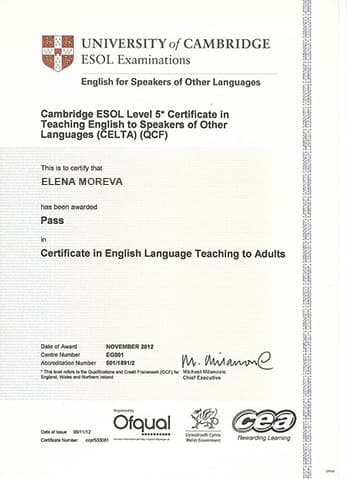 UNIVERSITY of CAMBRIDGE
ESOL Examinations
English for Speakers of Other Languages
Cambridge ESOL Level 5* Certificate in
Teaching English to Speakers of Other
Languages (CELTA) (QCF)
This is to certify that
ELENA MOREVA
has been awarded
Pass
in
Certificate in English Language Teaching to Adults
Date of Award NOVEMBER 2012
Centre Number EG001
Accreditation Number 501/1891/2
* This level refers to the Qualifications and Credit Framework (QCF) for
England, Wales and Northern Ireland
M. Milanovic
Michael Milanovic
Chief Executive
Date of Issue 09/11/12
Certificate Number
Regulated by
Ofqual
Llywodraeth Cymru
Welsh Government
cea
Rewarding Learning